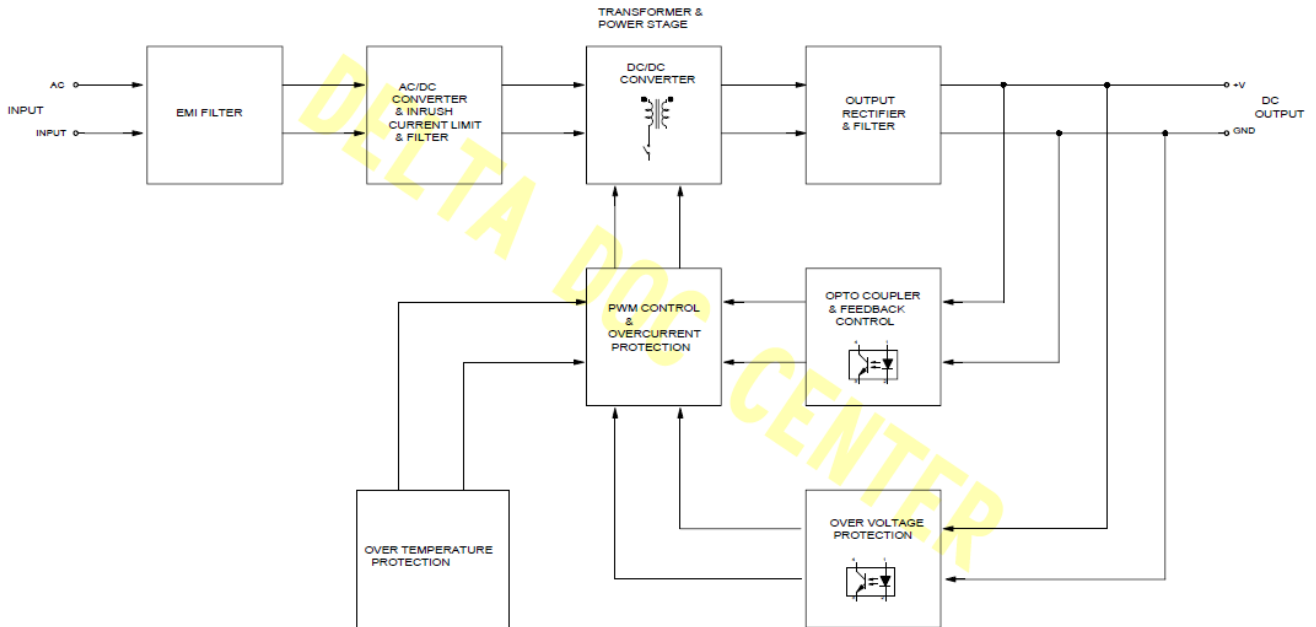 TRANSFORMER &
POWER STAGE
INPUT
AC
INPUT
EMI FILTER
AC/DC
CONVERTER
& INRUSH
CURRENT LIMIT
& FILTER
DC/DC
CONVERTER
OUTPUT
RECTIFIER
& FILTER
+V
GND
DC
OUTPUT
PWM CONTROL
&
OVERCURRENT
PROTECTION
OPTO COUPLER
& FEEDBACK
CONTROL
OVER TEMPERATURE
PROTECTION
OVER VOLTAGE
PROTECTION
DELTA DOC CENTER